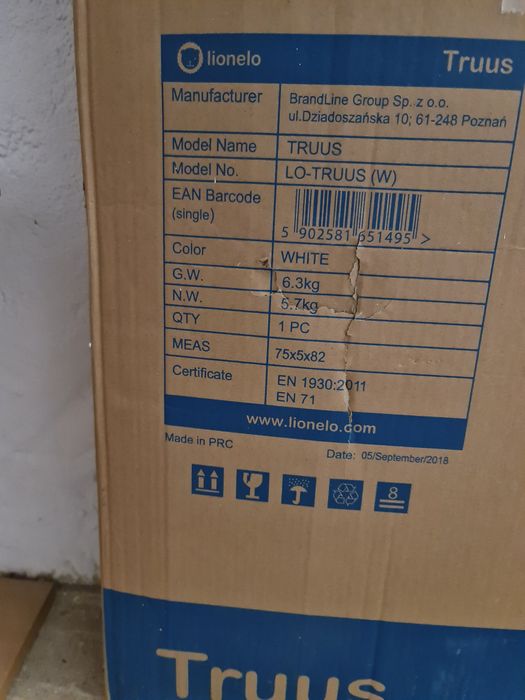 lionelo Truus
Manufacturer BrandLine Group Sp. z o.o.
ul.Dziadoszańska 10; 61-248 Poznań
Model Name TRUUS
Model No. LO-TRUUS (W)
EAN Barcode
(single)
5 902581 651495 >
Color WHITE
G.W. 6.3kg
N.W. 5.7kg
QTY 1 PC
MEAS 75x5x82
Certificate EN 1930:2011
EN 71
www.lionelo.com
Made in PRC Date: 05/September/2018
8
Truus